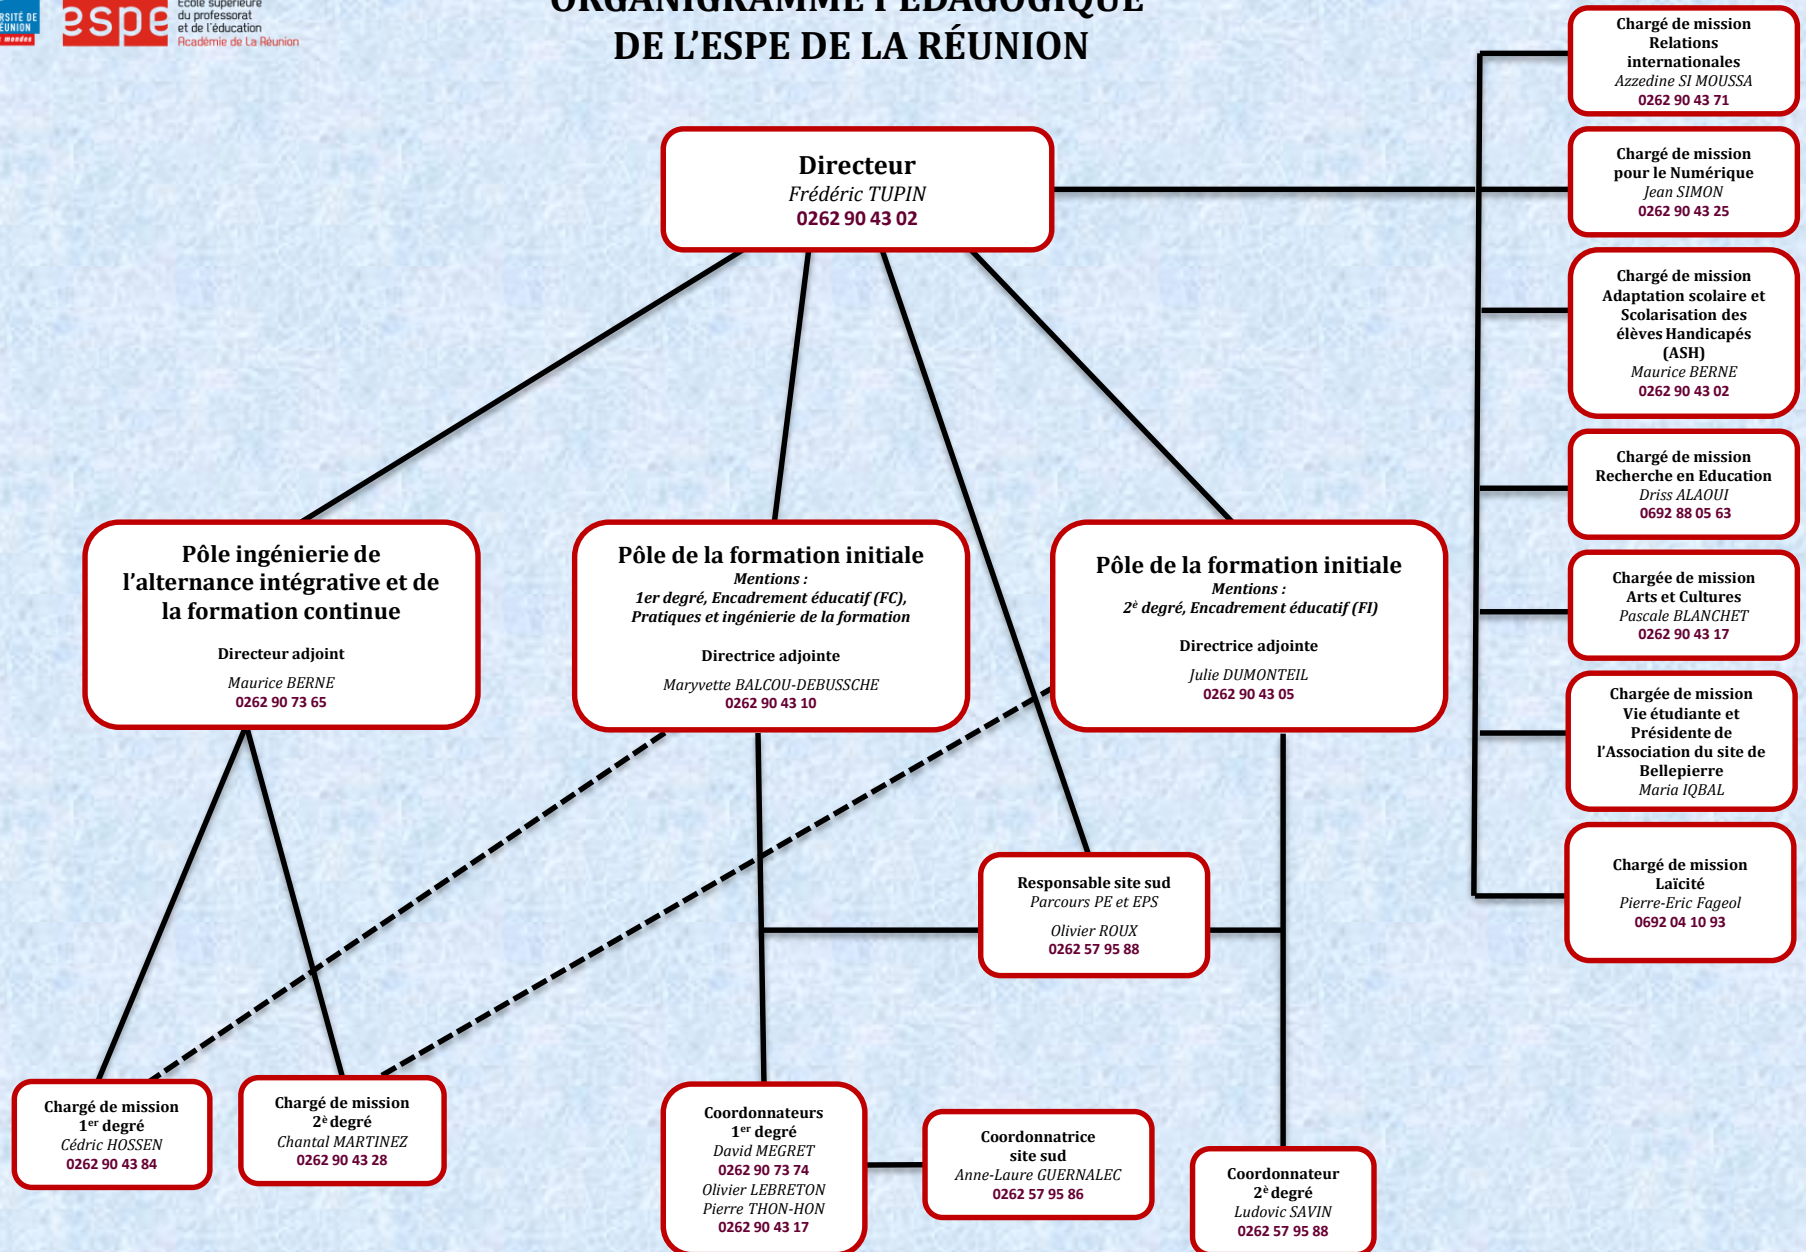 RSITÉ DE
RÉUNION
mondes
espe
École supérieure
du professorat
et de l'éducation
Académie de La Réunion
ORGANIGRAMME PÉDAGOGIQUE
DE L'ESPE DE LA RÉUNION
Directeur
Frédéric TUPIN
0262 90 43 02
Chargé de mission
Relations
internationales
Azzedine SI MOUSSA
0262 90 43 71
Chargé de mission
pour le Numérique
Jean SIMON
0262 90 43 25
Chargé de mission
Adaptation scolaire et
Scolarisation des
élèves Handicapés
(ASH)
Maurice BERNE
0262 90 43 02
Chargé de mission
Recherche en Education
Driss ALAOUI
0692 88 05 63
Chargée de mission
Arts et Cultures
Pascale BLANCHET
0262 90 43 17
Chargée de mission
Vie étudiante et
Présidente de
l'Association du site de
Bellepierre
Maria IQBAL
Chargé de mission
Laïcité
Pierre-Eric Fageol
0692 04 10 93
Pôle ingénierie de
l'alternance intégrative et de
la formation continue
Directeur adjoint
Maurice BERNE
0262 90 73 65
Pôle de la formation initiale
Mentions :
1er degré, Encadrement éducatif (FC),
Pratiques et ingénierie de la formation
Directrice adjointe
Maryvette BALCOU-DEBUSSCHE
0262 90 43 10
Pôle de la formation initiale
Mentions :
2è degré, Encadrement éducatif (FI)
Directrice adjointe
Julie DUMONTEIL
0262 90 43 05
Responsable site sud
Parcours PE et EPS
Olivier ROUX
0262 57 95 88
Chargé de mission
1er degré
Cédric HOSSEN
0262 90 43 84
Chargé de mission
2è degré
Chantal MARTINEZ
0262 90 43 28
Coordonnateurs
1er degré
David MEGRET
0262 90 73 74
Olivier LEBRETON
Pierre THON-HON
0262 90 43 17
Coordonnatrice
site sud
Anne-Laure GUERNALEC
0262 57 95 86
Coordonnateur
2è degré
Ludovic SAVIN
0262 57 95 88